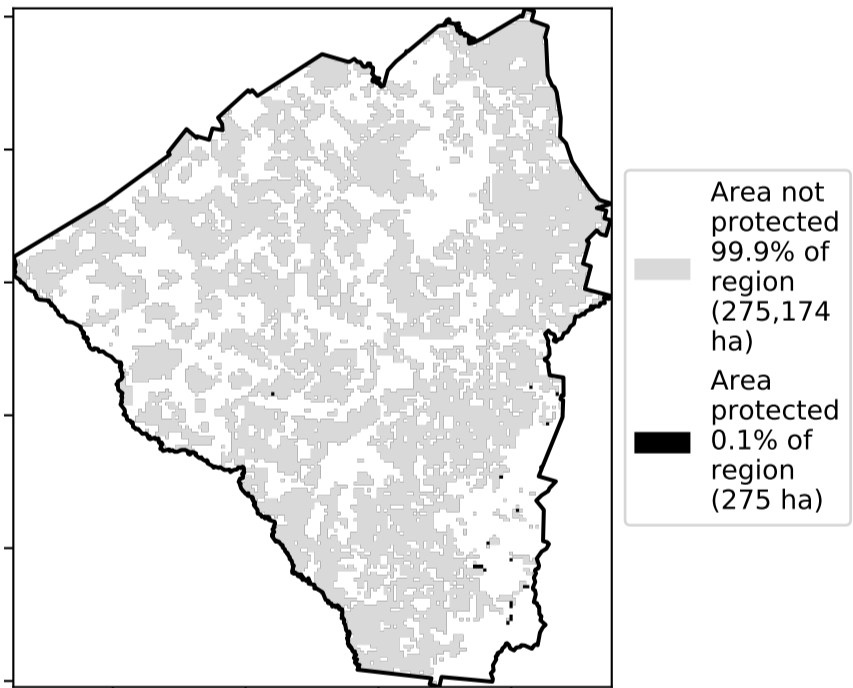 Area not
protected
99.9% of
region
(275,174
ha)
Area
protected
0.1% of
region
(275 ha)